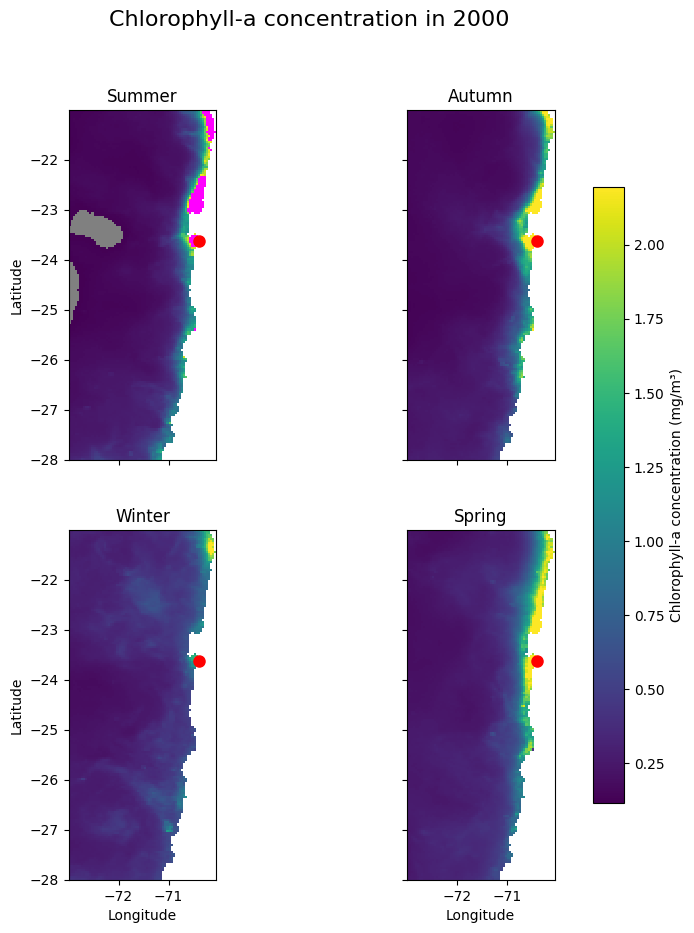 Chlorophyll-a concentration in 2000
Summer
Autumn
−22
−23
−24
−25
−26
−27
−28
Latitude
2.00
1.75
1.50
1.25
1.00
0.75
0.50
0.25
Chlorophyll-a concentration (mg/m³)
Winter
Spring
−22
−23
−24
−25
−26
−27
−28
Latitude
−72 −71
−72 −71
Longitude
Longitude